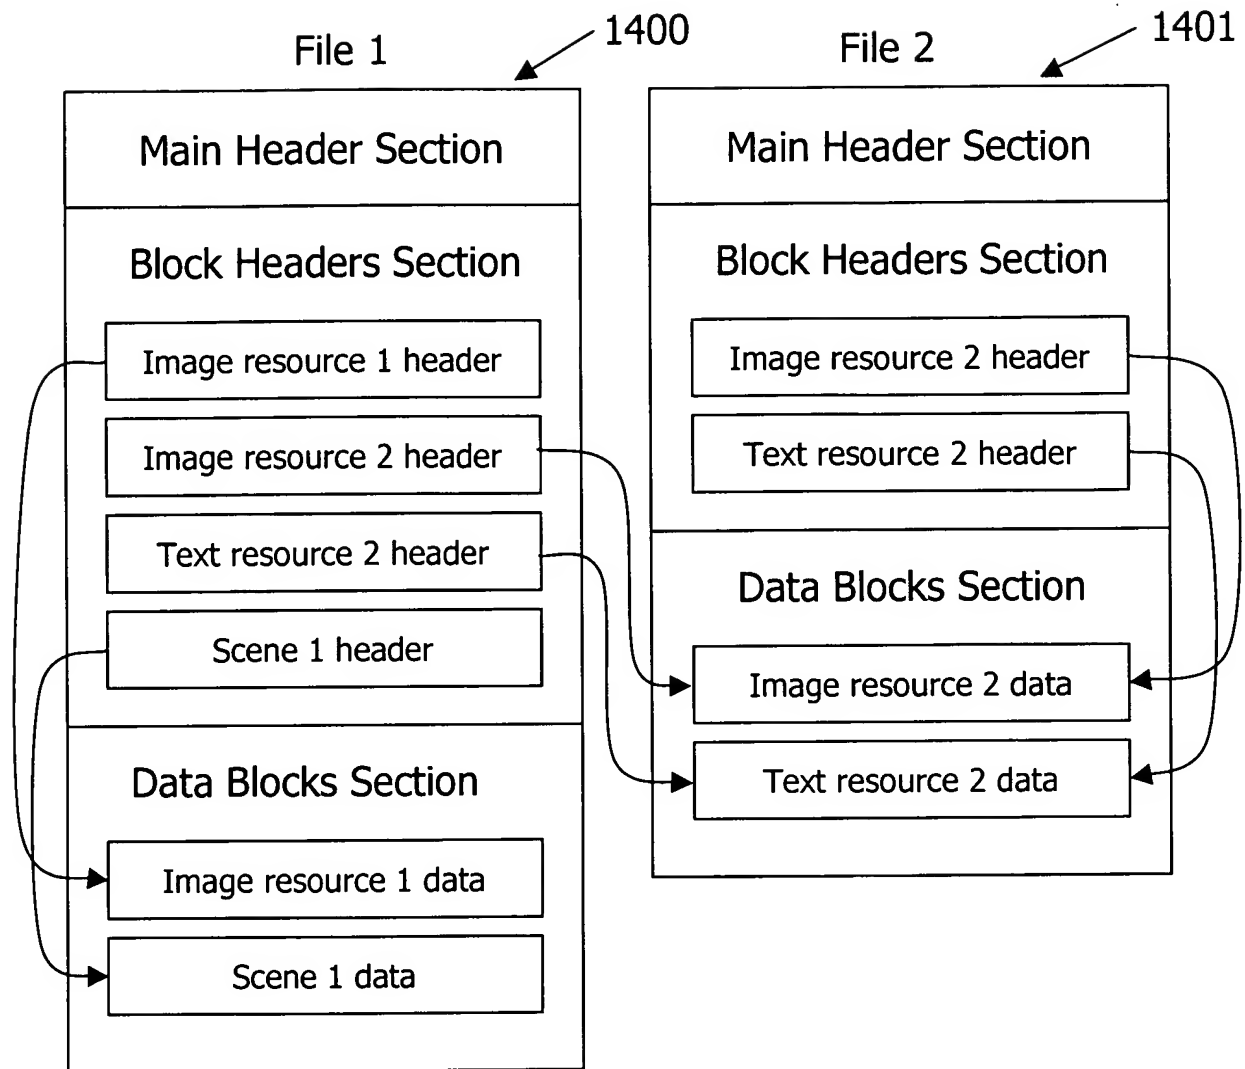 File 1
1400
Main Header Section
Block Headers Section
Image resource 1 header
Image resource 2 header
Text resource 2 header
Scene 1 header
Data Blocks Section
Image resource 1 data
Scene 1 data
File 2
1401
Main Header Section
Block Headers Section
Image resource 2 header
Text resource 2 header
Data Blocks Section
Image resource 2 data
Text resource 2 data